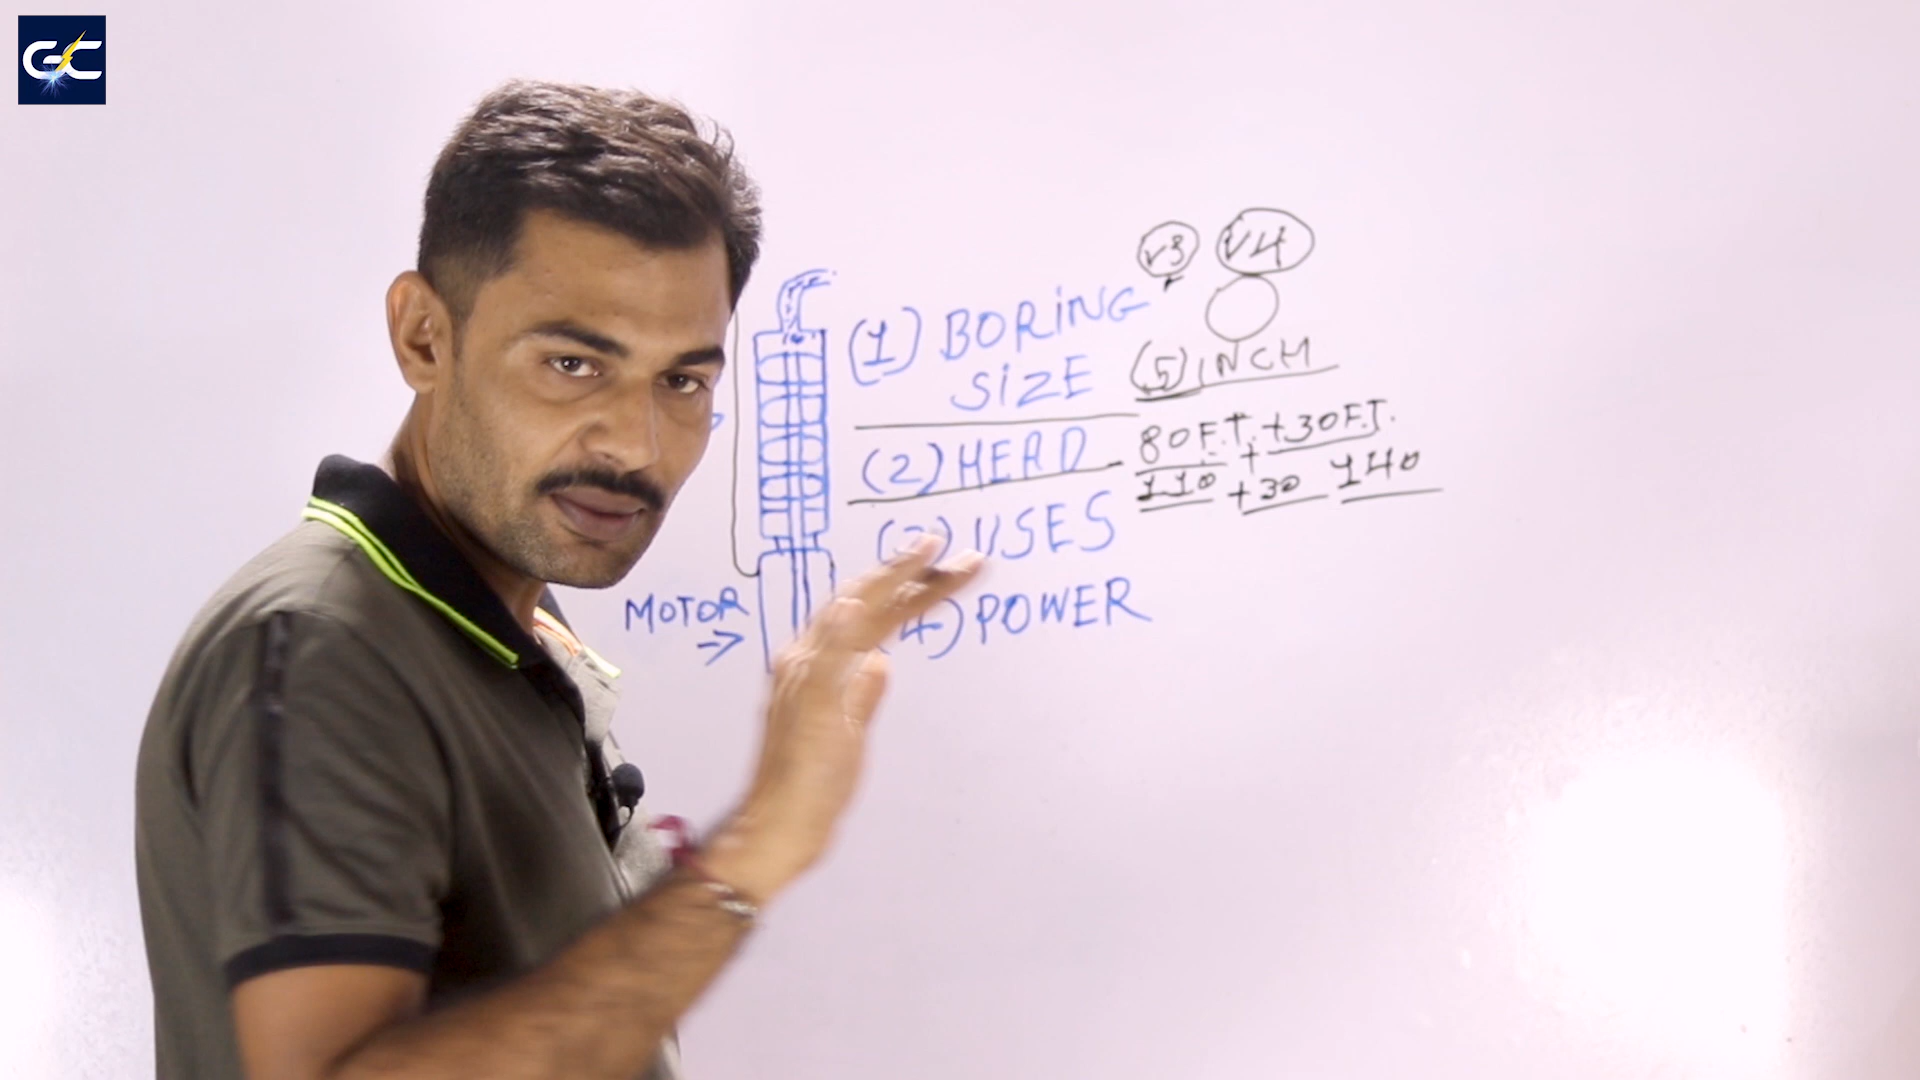 GC
V3 V4
(1) BORING
SIZE (5) INCH
(2) HEAD 80 F.T. + 30 F.T.
+
110 + 30 140
(3) USES
MOTOR
→
(4) POWER